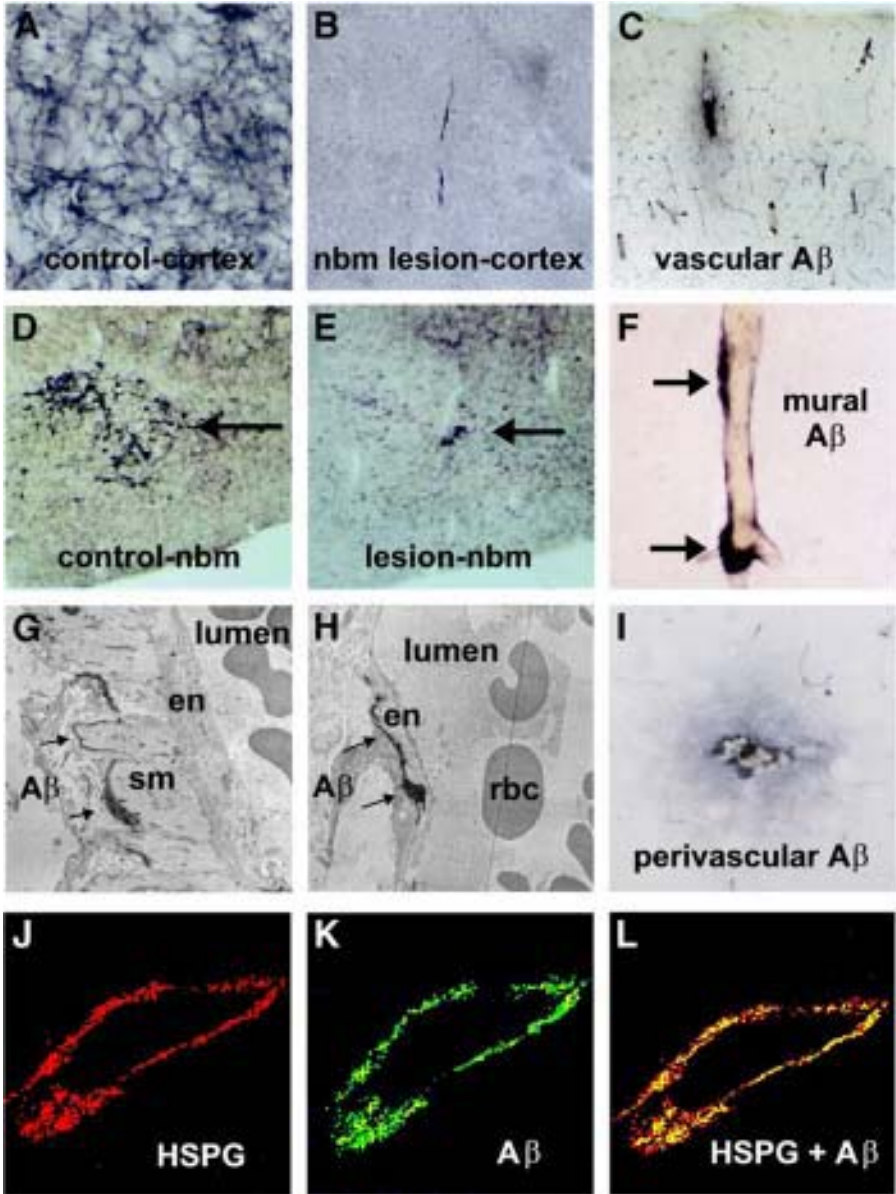 A
control-cortex
B
nbm lesion-cortex
C
vascular Aβ
D
control-nbm
E
lesion-nbm
F
mural
Aβ
G
lumen
en
Aβ
sm
H
lumen
en
Aβ
rbc
I
perivascular Aβ
J
HSPG
K
Aβ
L
HSPG + Aβ